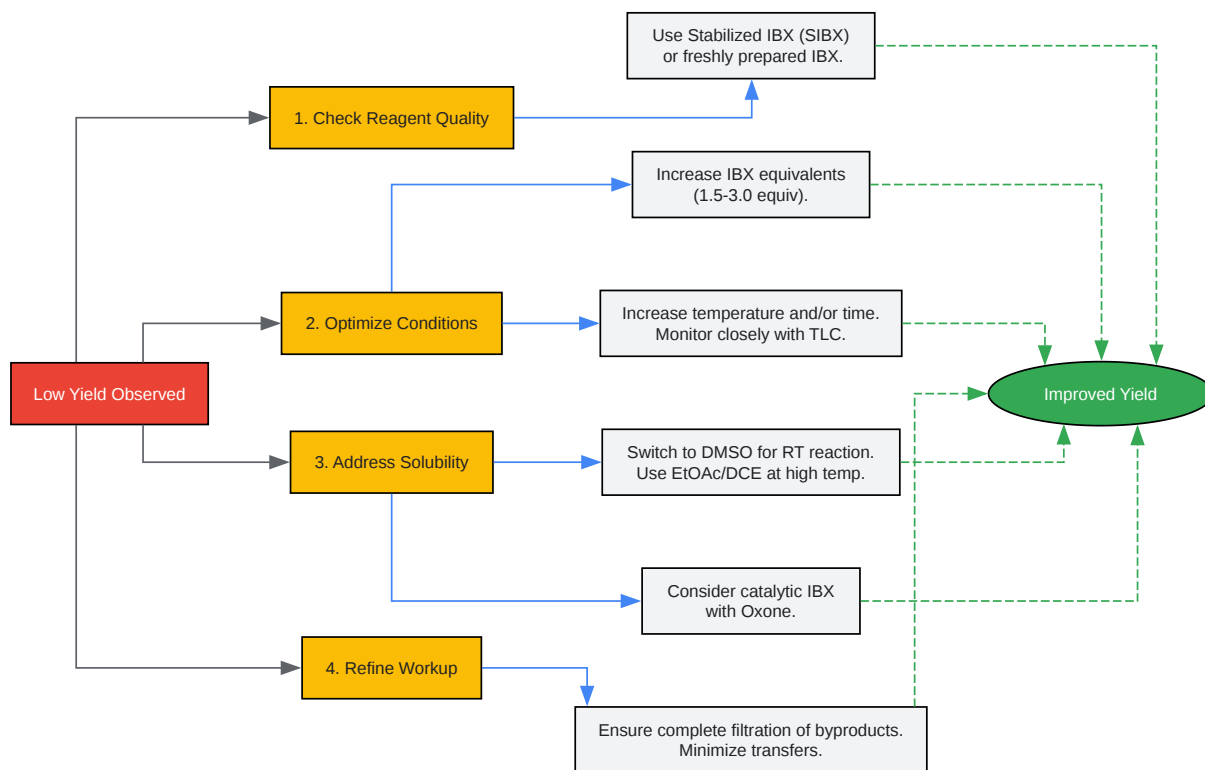 Use Stabilized IBX (SIBX)
or freshly prepared IBX.
1. Check Reagent Quality
Increase IBX equivalents
(1.5-3.0 equiv).
2. Optimize Conditions
Increase temperature and/or time.
Monitor closely with TLC.
Low Yield Observed
Improved Yield
3. Address Solubility
Switch to DMSO for RT reaction.
Use EtOAc/DCE at high temp.
Consider catalytic IBX
with Oxone.
4. Refine Workup
Ensure complete filtration of byproducts.
Minimize transfers.